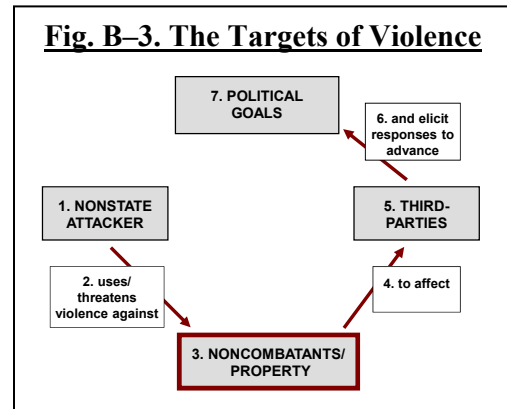 Fig. B–3. The Targets of Violence
7. POLITICAL
GOALS
6. and elicit
responses to
advance
1. NONSTATE
ATTACKER
5. THIRD-
PARTIES
2. uses/
threatens
violence against
4. to affect
3. NONCOMBATANTS/
PROPERTY